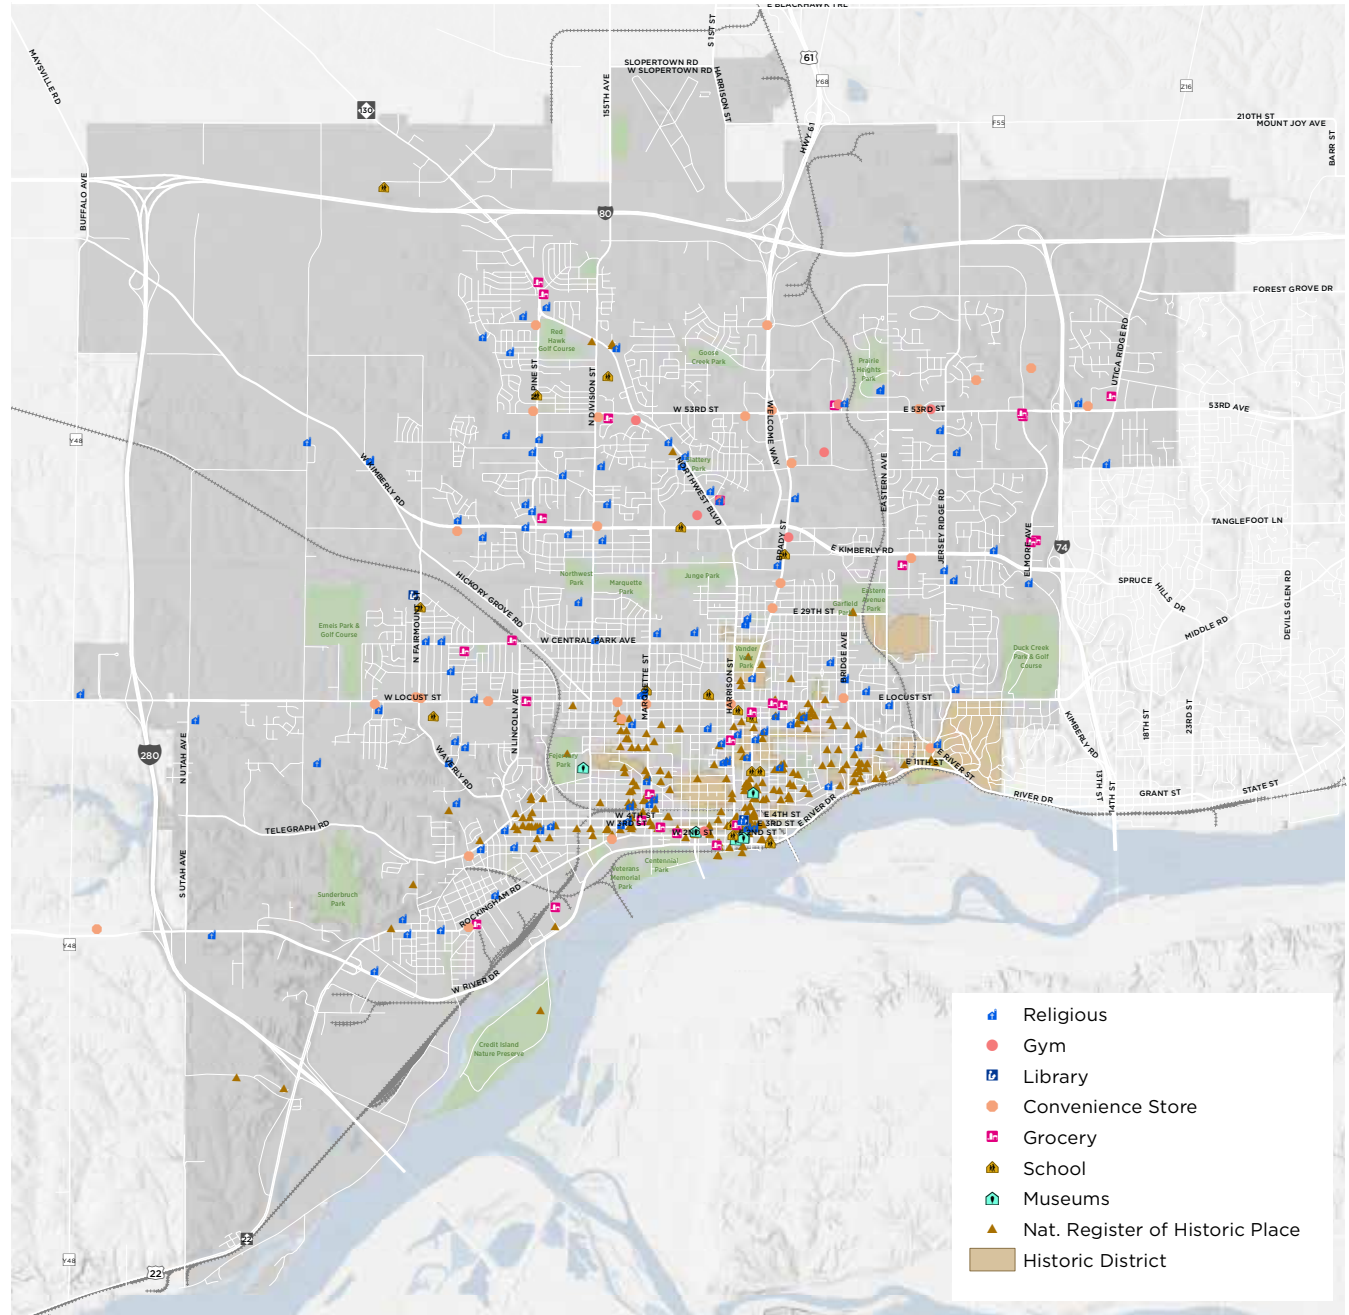 E BLACKHAWK TRL
MAYSVILLE RD
S 1ST ST
61
SLOPERTOWN RD
W SLOPERTOWN RD
HARRISON ST
Y68
Z16
155TH AVE
130
F55
210TH ST
MOUNT JOY AVE
HWY 61
BARR ST
BUFFALO AVE
80
FOREST GROVE DR
Red
Hawk
Golf Course
Goose
Creek Park
Prairie
Heights
Park
UTICA RIDGE RD
N PINE ST
N DIVISION ST
W 53RD ST
E 53RD ST
53RD AVE
WELCOME WAY
Y48
W KIMBERLY RD
Slattery
Park
NORTHWEST BLVD
EASTERN AVE
JERSEY RIDGE RD
ELMORE AVE
TANGLEFOOT LN
BRADY ST
E KIMBERLY RD
74
HICKORY GROVE RD
Northwest
Park
Marquette
Park
Junge Park
Eastern
Avenue
Park
Garfield
Park
SPRUCE
HILLS DR
DEVILS GLEN RD
N FAIRMOUNT ST
E 29TH ST
Emeis Park &
Golf Course
MIDDLE RD
W CENTRAL PARK AVE
BRIDGE AVE
Duck Creek
Park & Golf
Course
MARQUETTE ST
HARRISON ST
Vander
Veer
Park
W LOCUST ST
E LOCUST ST
N LINCOLN AVE
KIMBERLY RD
18TH ST
23RD ST
280
N UTAH AVE
WAVERLY RD
Fejervary
Park
E 11TH ST
E RIVER ST
13TH ST
14TH ST
RIVER DR
GRANT ST
STATE ST
TELEGRAPH RD
W 4TH ST
W 3RD ST
W 2ND ST
E 4TH ST
E 3RD ST
E 2ND ST
E RIVER DR
S UTAH AVE
Centennial
Park
Veterans
Memorial
Park
Sunderbruch
Park
ROCKINGHAM RD
Y48
W RIVER DR
Credit Island
Nature Preserve
Religious
Gym
Library
Convenience Store
Grocery
School
Museums
Nat. Register of Historic Place
Historic District
22
Y48
22